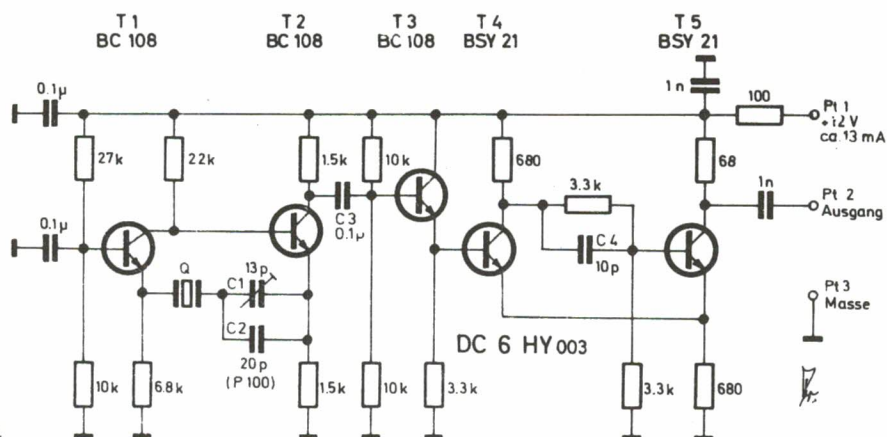 T 1
BC 108
T 2
BC 108
T 3
BC 108
T 4
BSY 21
T 5
BSY 21
0.1µ
1n
100
Pt 1
+12V
ca. 13 mA
27k
22k
1.5k
10k
680
68
3.3k
1n
Pt 2
Ausgang
C 3
0.1µ
0.1µ
C 4
10p
Q
13p
C1
C2
20p
(P 100)
Pt 3
Masse
DC 6 HY 003
10k
6.8k
1.5k
10k
3.3k
3.3k
680